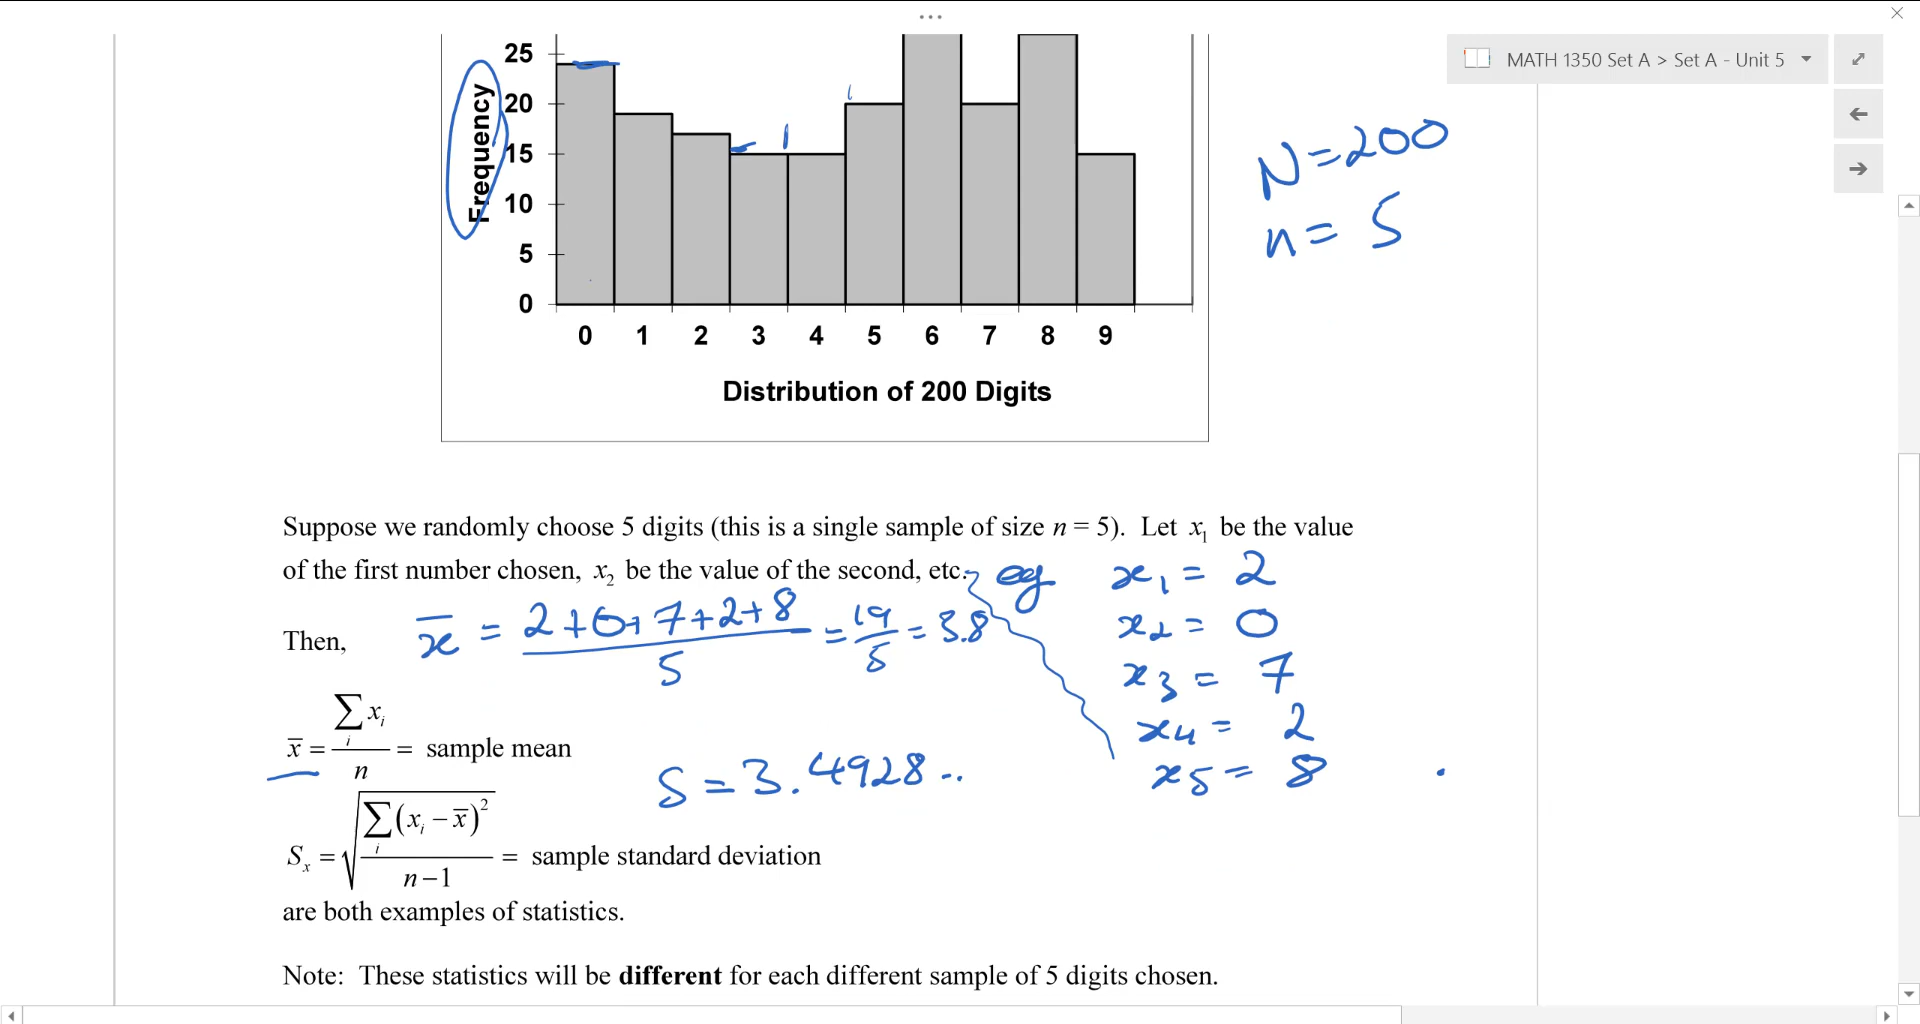 MATH 1350 Set A > Set A - Unit 5
25
20
15
10
5
0
Frequency
0 1 2 3 4 5 6 7 8 9
Distribution of 200 Digits
N=200
n= 5
Suppose we randomly choose 5 digits (this is a single sample of size n = 5). Let x₁ be the value
of the first number chosen, x₂ be the value of the second, etc.
eg x₁ = 2
x₂ = 0
x₃ = 7
x₄ = 2
x₅ = 8
Then, x̄ = (2+0+7+2+8)/5 = 19/5 = 3.8
x̄ = ∑ᵢ xᵢ / n = sample mean
S = 3.4928..
Sₓ = √(∑ᵢ (xᵢ − x̄)² / (n−1)) = sample standard deviation
are both examples of statistics.
Note: These statistics will be different for each different sample of 5 digits chosen.